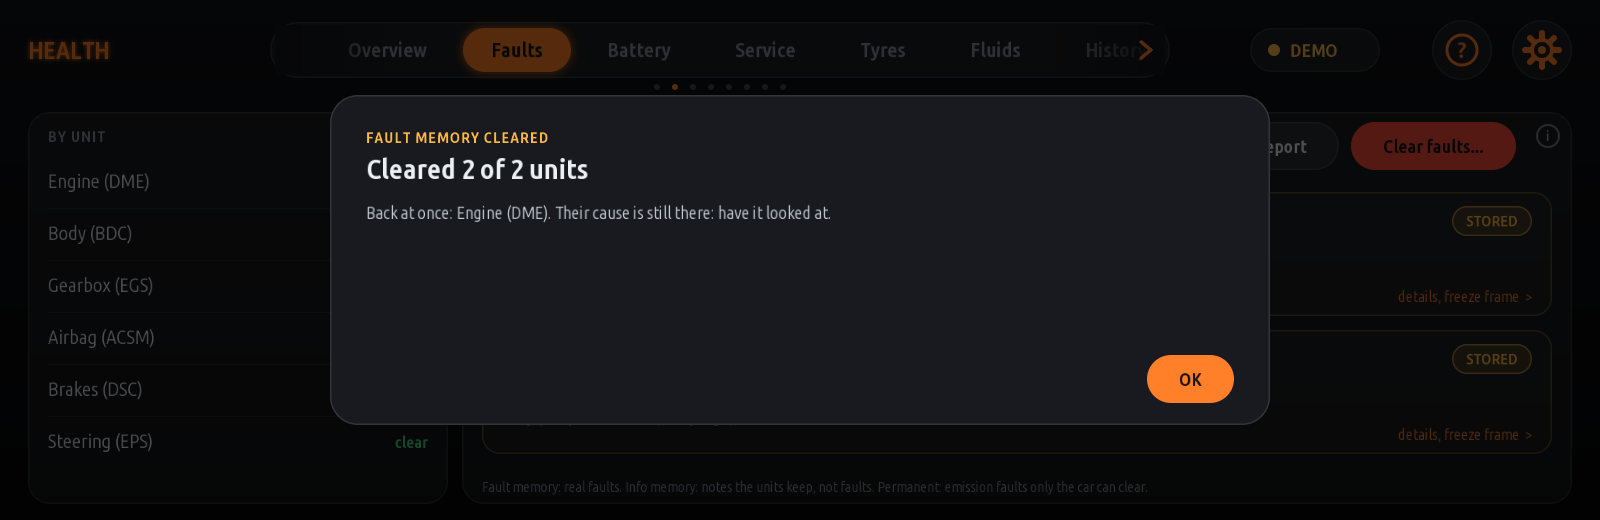 HEALTH
Overview
Faults
Battery
Service
Tyres
Fluids
History
DEMO
?
BY UNIT
Engine (DME)
Body (BDC)
Gearbox (EGS)
Airbag (ACSM)
Brakes (DSC)
Steering (EPS)
clear
FAULT MEMORY CLEARED
Cleared 2 of 2 units
Back at once: Engine (DME). Their cause is still there: have it looked at.
OK
Clear faults...
i
STORED
details, freeze frame >
STORED
details, freeze frame >
Fault memory: real faults. Info memory: notes the units keep, not faults. Permanent: emission faults only the car can clear.